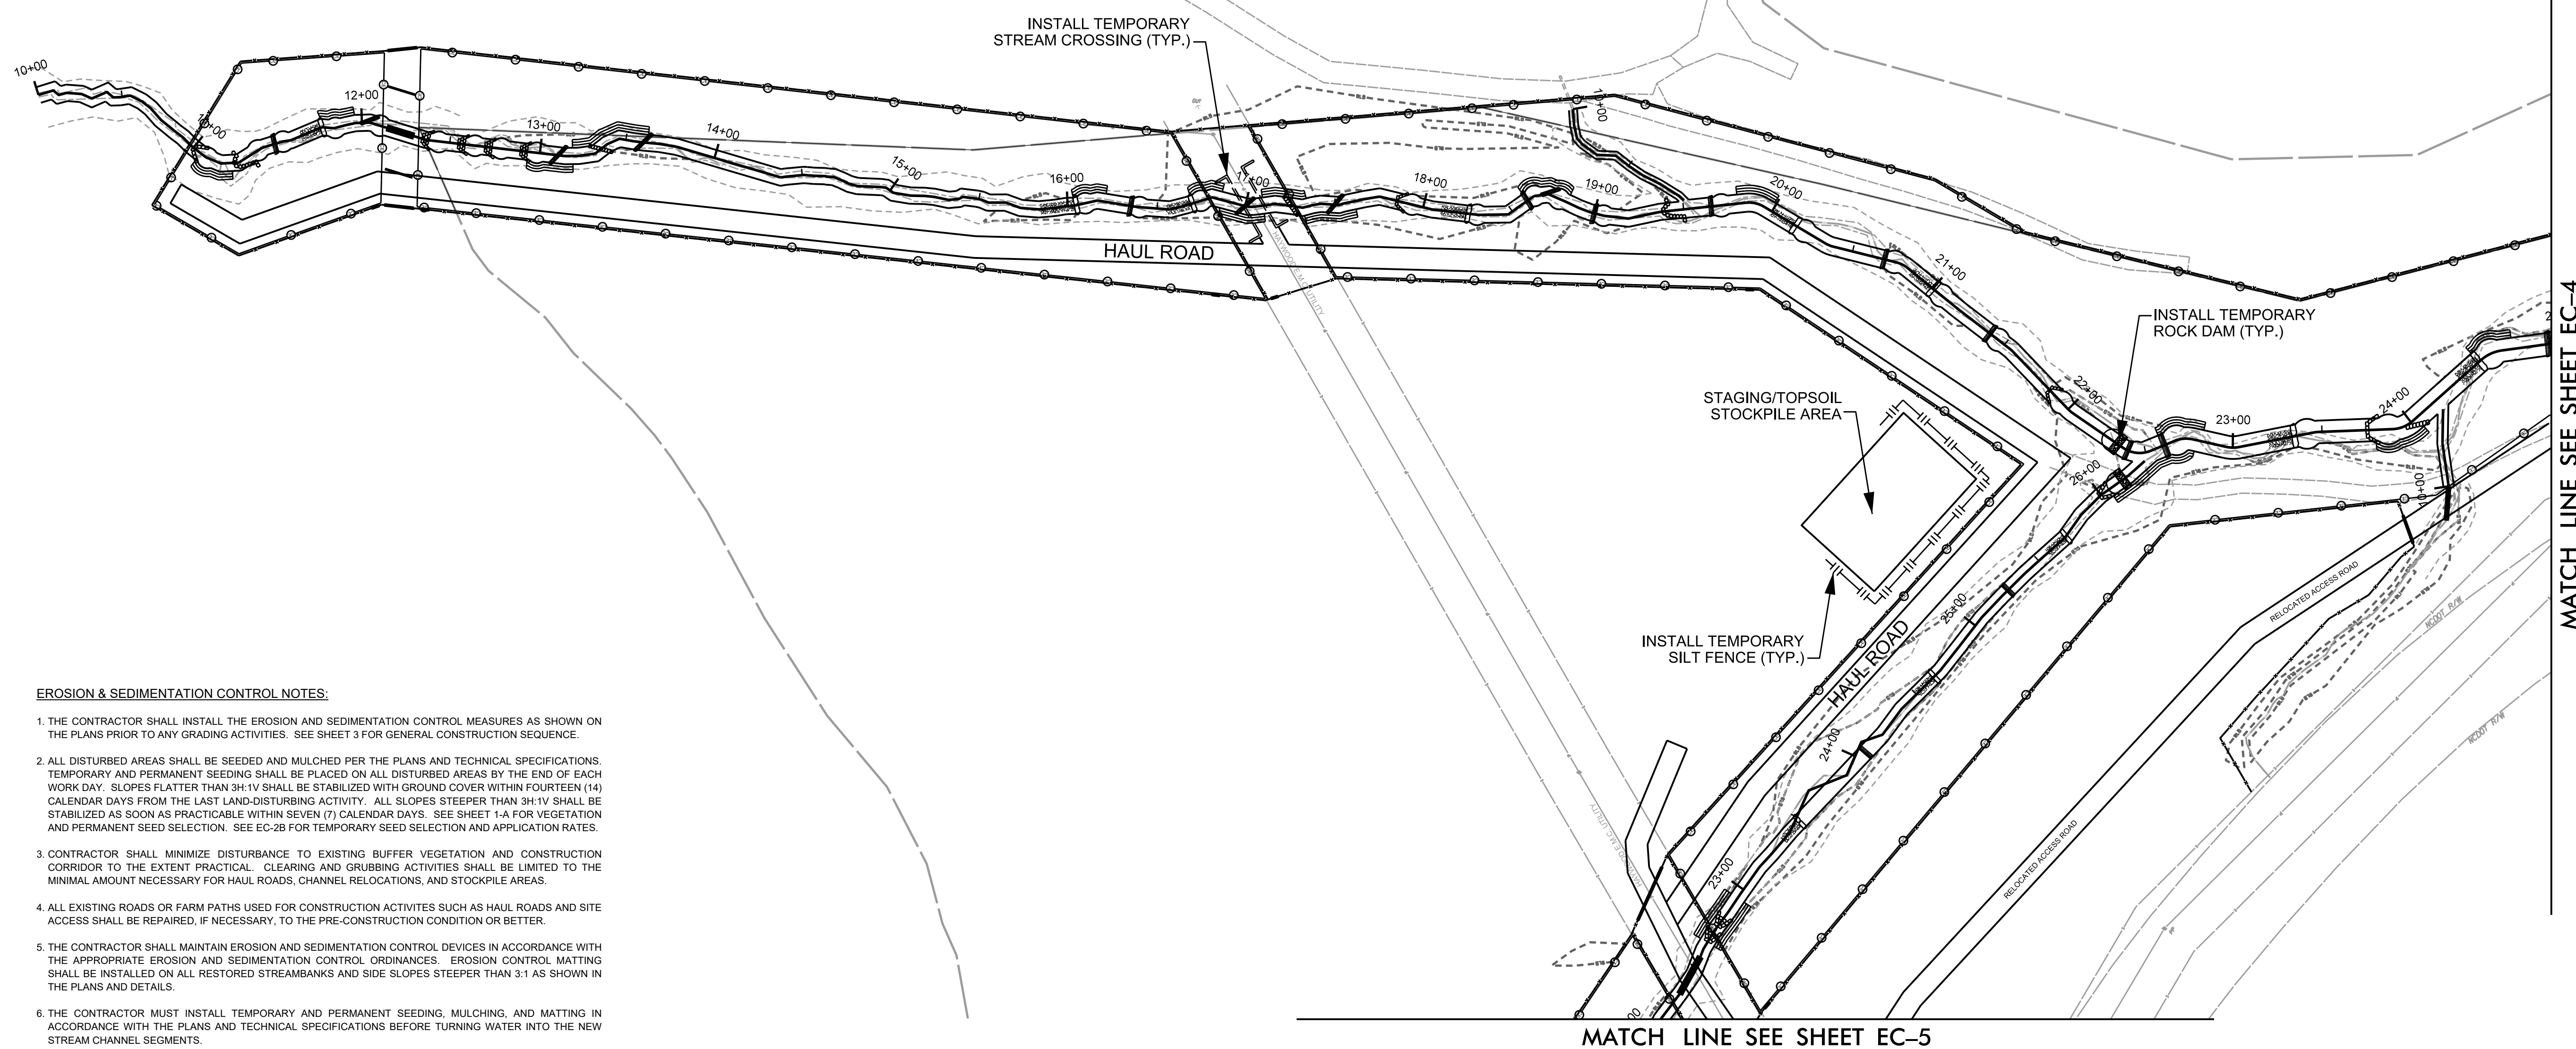 INSTALL TEMPORARY
STREAM CROSSING (TYP.)
10+00
12+00
13+00
14+00
15+00
16+00
17+00
18+00
19+00
10+00
20+00
21+00
22+00
23+00
24+00
HAUL ROAD
HAYWOOD E.M.C. UTILITY
INSTALL TEMPORARY
ROCK DAM (TYP.)
STAGING/TOPSOIL
STOCKPILE AREA
26+00
10+00
25+00
INSTALL TEMPORARY
SILT FENCE (TYP.)
HAUL ROAD
24+00
23+00
RELOCATED ACCESS ROAD
RELOCATED ACCESS ROAD
NCDOT R/W
NCDOT R/W
HAYWOOD E.M.C. UTILITY
MATCH LINE SEE SHEET EC–4
MATCH LINE SEE SHEET EC–5
EROSION & SEDIMENTATION CONTROL NOTES:
1. THE CONTRACTOR SHALL INSTALL THE EROSION AND SEDIMENTATION CONTROL MEASURES AS SHOWN ON
THE PLANS PRIOR TO ANY GRADING ACTIVITIES. SEE SHEET 3 FOR GENERAL CONSTRUCTION SEQUENCE.
2. ALL DISTURBED AREAS SHALL BE SEEDED AND MULCHED PER THE PLANS AND TECHNICAL SPECIFICATIONS.
TEMPORARY AND PERMANENT SEEDING SHALL BE PLACED ON ALL DISTURBED AREAS BY THE END OF EACH
WORK DAY. SLOPES FLATTER THAN 3H:1V SHALL BE STABILIZED WITH GROUND COVER WITHIN FOURTEEN (14)
CALENDAR DAYS FROM THE LAST LAND-DISTURBING ACTIVITY. ALL SLOPES STEEPER THAN 3H:1V SHALL BE
STABILIZED AS SOON AS PRACTICABLE WITHIN SEVEN (7) CALENDAR DAYS. SEE SHEET 1-A FOR VEGETATION
AND PERMANENT SEED SELECTION. SEE EC-2B FOR TEMPORARY SEED SELECTION AND APPLICATION RATES.
3. CONTRACTOR SHALL MINIMIZE DISTURBANCE TO EXISTING BUFFER VEGETATION AND CONSTRUCTION
CORRIDOR TO THE EXTENT PRACTICAL. CLEARING AND GRUBBING ACTIVITIES SHALL BE LIMITED TO THE
MINIMAL AMOUNT NECESSARY FOR HAUL ROADS, CHANNEL RELOCATIONS, AND STOCKPILE AREAS.
4. ALL EXISTING ROADS OR FARM PATHS USED FOR CONSTRUCTION ACTIVITES SUCH AS HAUL ROADS AND SITE
ACCESS SHALL BE REPAIRED, IF NECESSARY, TO THE PRE-CONSTRUCTION CONDITION OR BETTER.
5. THE CONTRACTOR SHALL MAINTAIN EROSION AND SEDIMENTATION CONTROL DEVICES IN ACCORDANCE WITH
THE APPROPRIATE EROSION AND SEDIMENTATION CONTROL ORDINANCES. EROSION CONTROL MATTING
SHALL BE INSTALLED ON ALL RESTORED STREAMBANKS AND SIDE SLOPES STEEPER THAN 3:1 AS SHOWN IN
THE PLANS AND DETAILS.
6. THE CONTRACTOR MUST INSTALL TEMPORARY AND PERMANENT SEEDING, MULCHING, AND MATTING IN
ACCORDANCE WITH THE PLANS AND TECHNICAL SPECIFICATIONS BEFORE TURNING WATER INTO THE NEW
STREAM CHANNEL SEGMENTS.